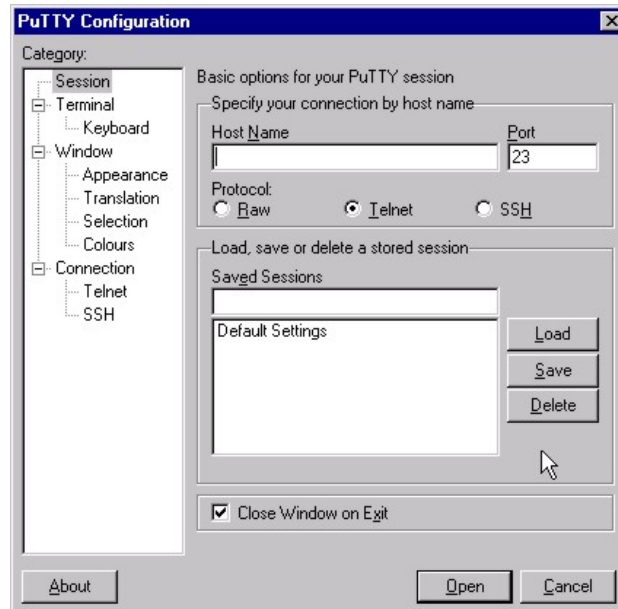 PuTTY Configuration
Category:
Session
Terminal
Keyboard
Window
Appearance
Translation
Selection
Colours
Connection
Telnet
SSH
Basic options for your PuTTY session
Specify your connection by host name
Host Name Port
23
Protocol:
Raw Telnet SSH
Load, save or delete a stored session
Saved Sessions
Default Settings
Load
Save
Delete
Close Window on Exit
About Open Cancel